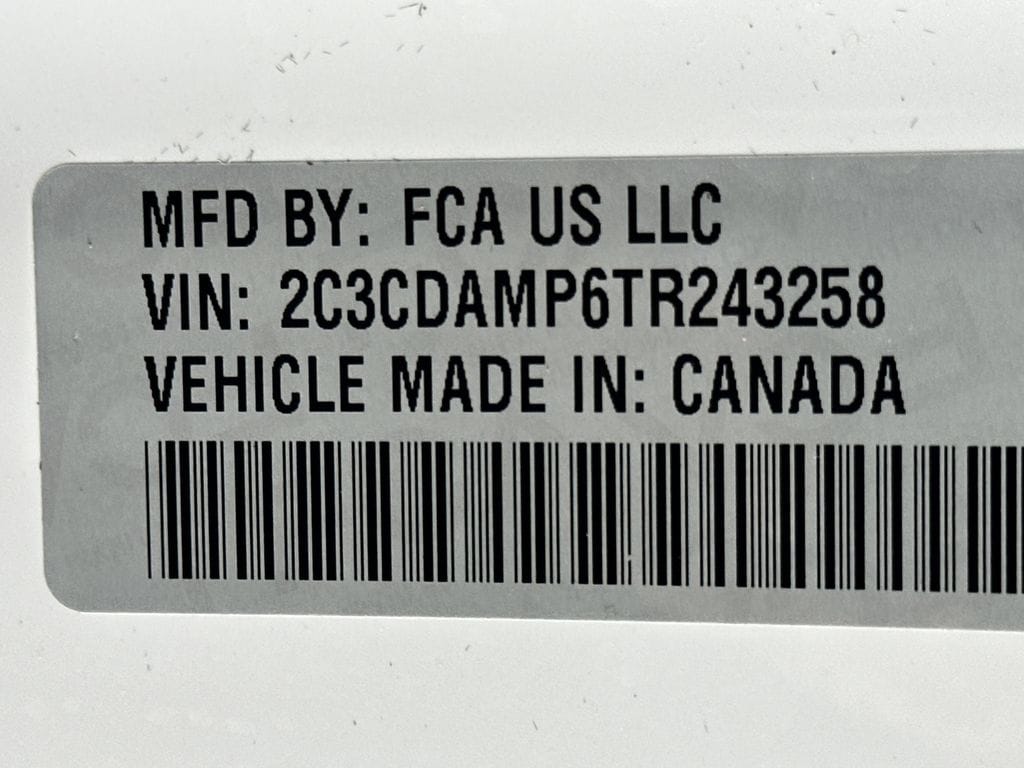 MFD BY: FCA US LLC
VIN: 2C3CDAMP6TR243258
VEHICLE MADE IN: CANADA